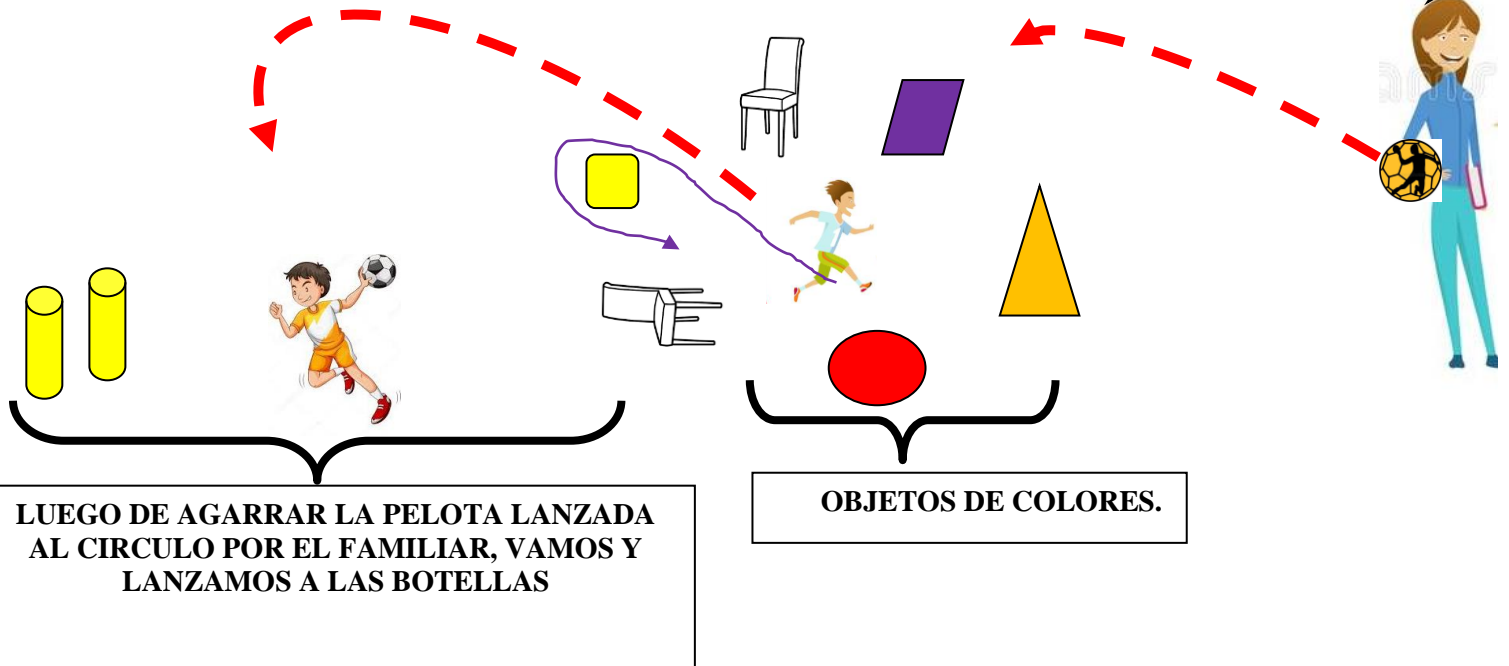 LUEGO DE AGARRAR LA PELOTA LANZADA
AL CIRCULO POR EL FAMILIAR, VAMOS Y
LANZAMOS A LAS BOTELLAS
OBJETOS DE COLORES.